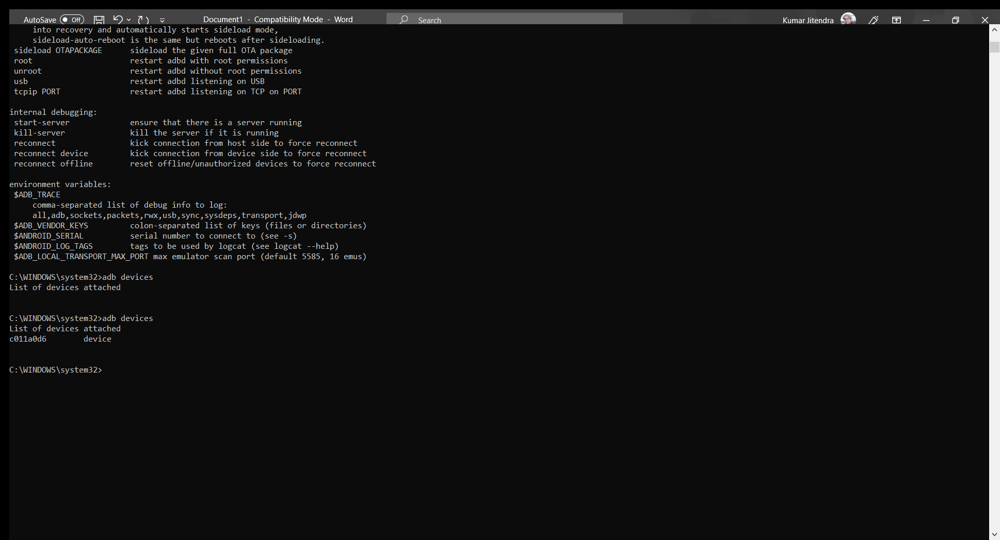 AutoSave Off Document1 - Compatibility Mode - Word Search Kumar Jitendra
into recovery and automatically starts sideload mode,
sideload-auto-reboot is the same but reboots after sideloading.
sideload OTAPACKAGE sideload the given full OTA package
root restart adbd with root permissions
unroot restart adbd without root permissions
usb restart adbd listening on USB
tcpip PORT restart adbd listening on TCP on PORT
internal debugging:
start-server ensure that there is a server running
kill-server kill the server if it is running
reconnect kick connection from host side to force reconnect
reconnect device kick connection from device side to force reconnect
reconnect offline reset offline/unauthorized devices to force reconnect
environment variables:
$ADB_TRACE
comma-separated list of debug info to log:
all,adb,sockets,packets,rwx,usb,sync,sysdeps,transport,jdwp
$ADB_VENDOR_KEYS colon-separated list of keys (files or directories)
$ANDROID_SERIAL serial number to connect to (see -s)
$ANDROID_LOG_TAGS tags to be used by logcat (see logcat --help)
$ADB_LOCAL_TRANSPORT_MAX_PORT max emulator scan port (default 5585, 16 emus)
C:\WINDOWS\system32>adb devices
List of devices attached
C:\WINDOWS\system32>adb devices
List of devices attached
c011a0d6 device
C:\WINDOWS\system32>